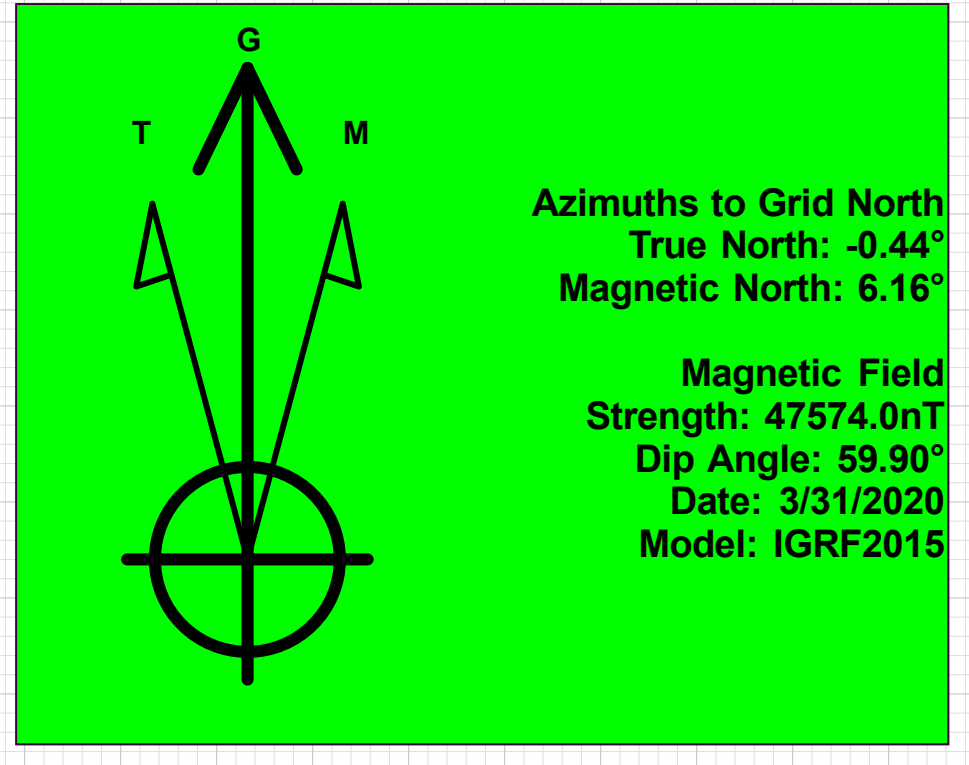 G
T
M
Azimuths to Grid North
True North: -0.44°
Magnetic North: 6.16°
Magnetic Field
Strength: 47574.0nT
Dip Angle: 59.90°
Date: 3/31/2020
Model: IGRF2015